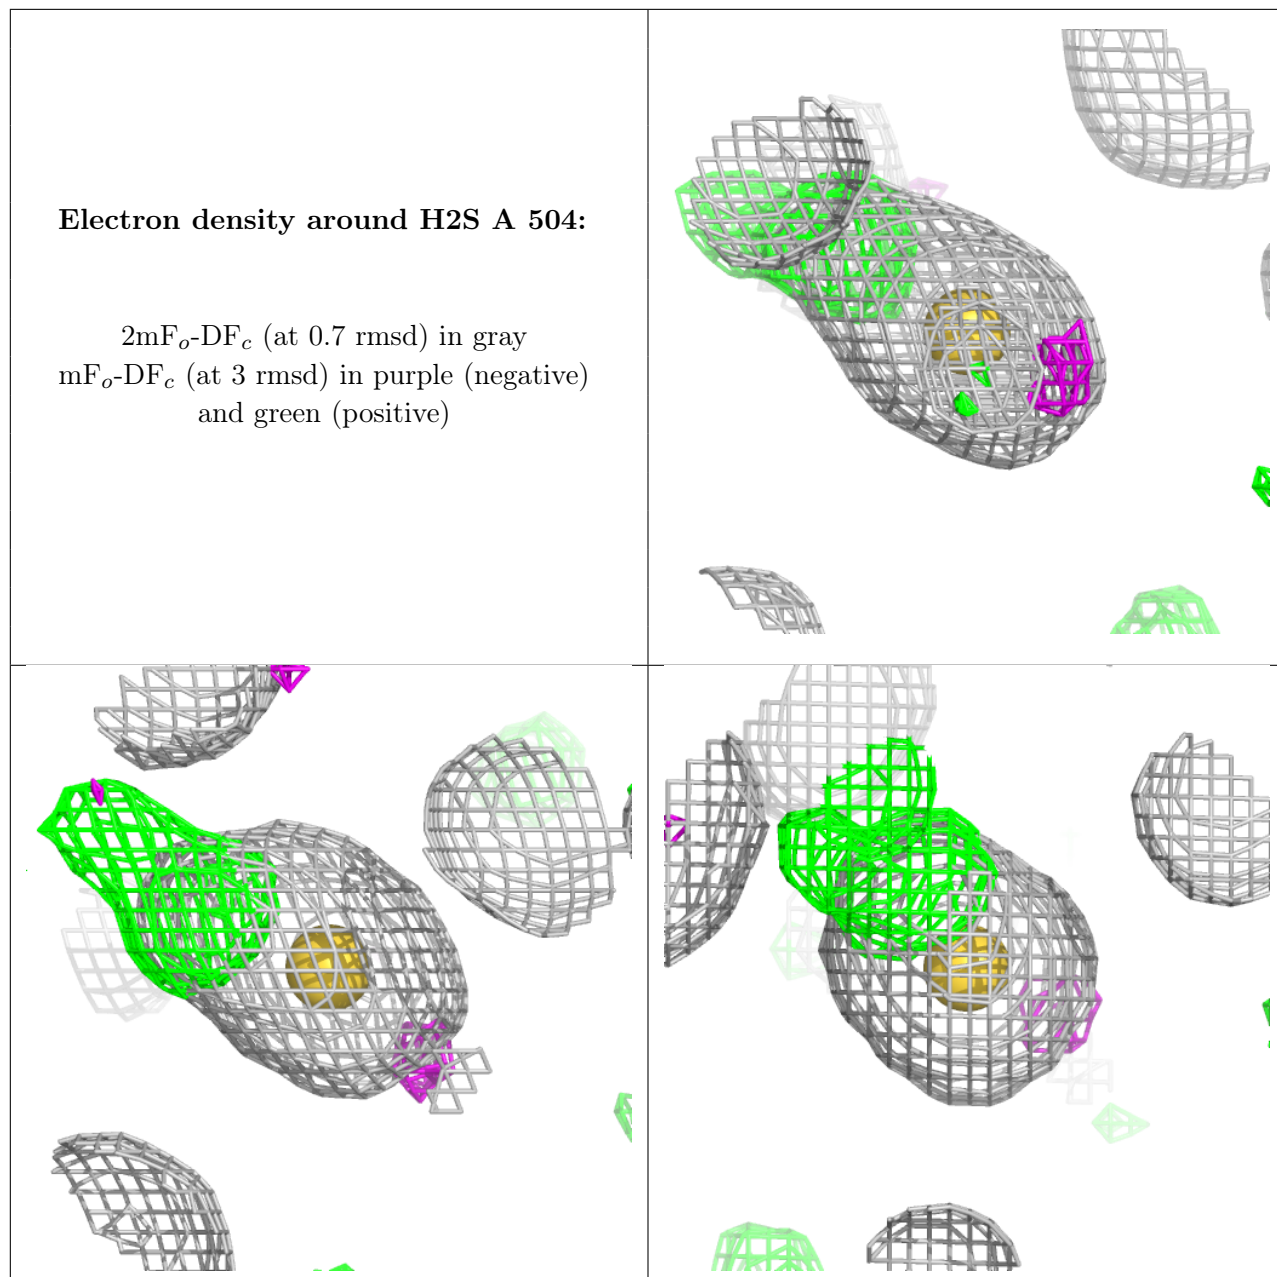 Electron density around H2S A 504:
2mFo-DFc (at 0.7 rmsd) in gray
mFo-DFc (at 3 rmsd) in purple (negative)
and green (positive)